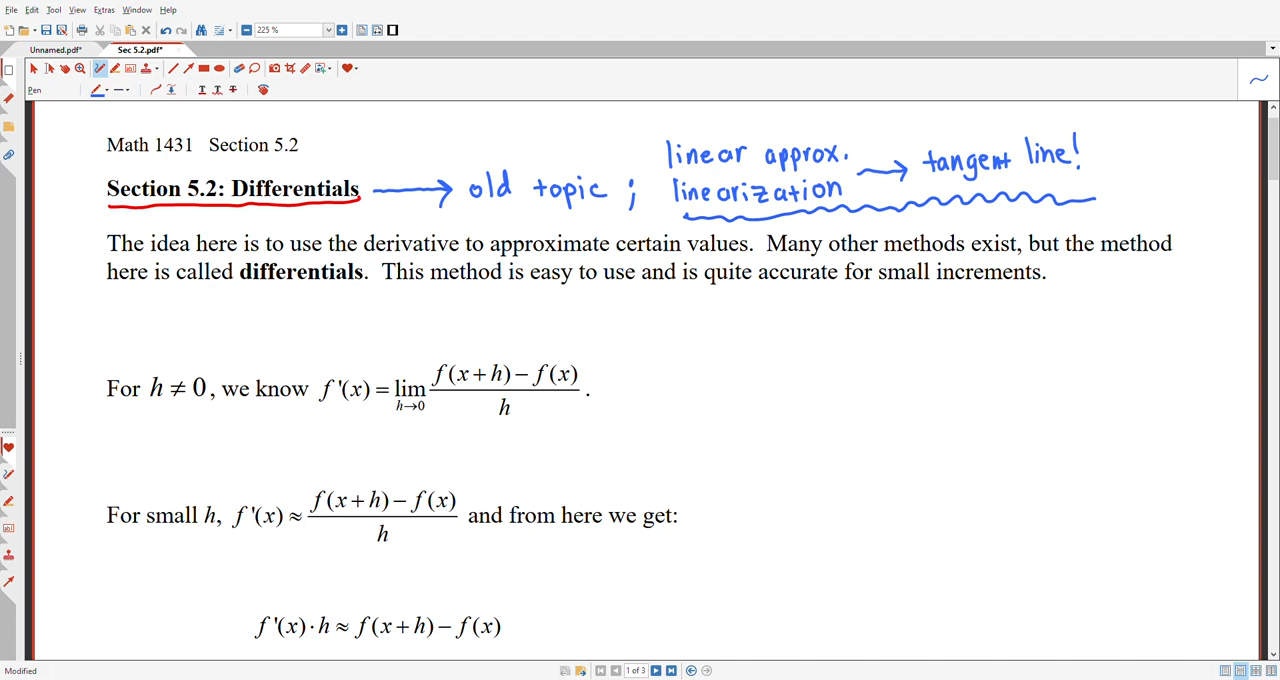 File Edit Tool View Extras Window Help
225 %
Unnamed.pdf* Sec 5.2.pdf*
Pen
Math 1431 Section 5.2
linear approx.
tangent line!
Section 5.2: Differentials
old topic ;
linearization
The idea here is to use the derivative to approximate certain values. Many other methods exist, but the method
here is called differentials. This method is easy to use and is quite accurate for small increments.
For h ≠ 0, we know f '(x) = lim h→0 f(x+h) − f(x) / h .
For small h, f '(x) ≈ f(x+h) − f(x) / h and from here we get:
f '(x)·h ≈ f(x+h) − f(x)
Modified
1 of 3